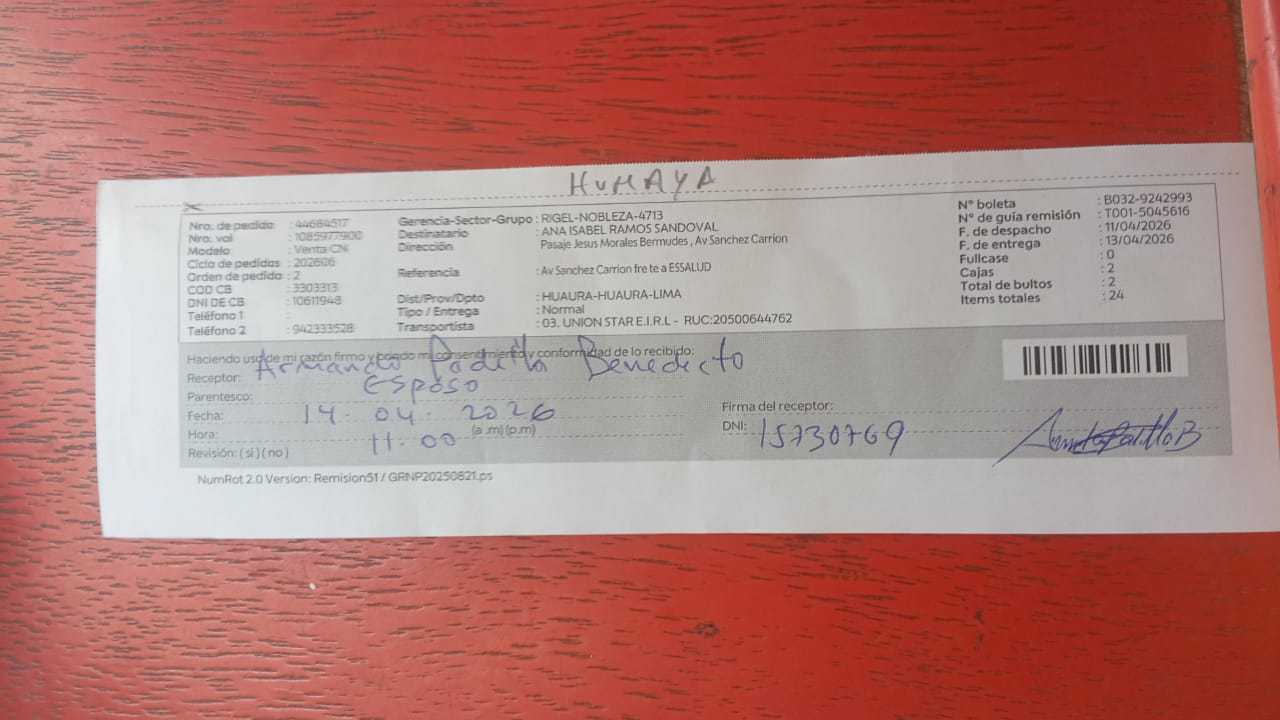 HUMAYA
Nro. de pedido : 44684517
Nro. val : 1085977900
Modelo : Venta CN
Ciclo de pedidos : 202606
Orden de pedido : 2
COD CB : 3303313
DNI DE CB : 10611948
Teléfono 1 :
Teléfono 2 : 942333528
Gerencia-Sector-Grupo : RIGEL-NOBLEZA-4713
Destinatario : ANA ISABEL RAMOS SANDOVAL
Dirección Pasaje Jesus Morales Bermudes , Av Sanchez Carrion
Referencia : Av Sanchez Carrion fre te a ESSALUD
Dist/Prov/Dpto : HUAURA-HUAURA-LIMA
Tipo / Entrega : Normal
Transportista : 03. UNION STAR E.I.R.L - RUC:20500644762
N° boleta : B032-9242993
N° de guía remisión : T001-5045616
F. de despacho : 11/04/2026
F. de entrega : 13/04/2026
Fullcase : 0
Cajas : 2
Total de bultos : 2
Items totales : 24
Haciendo uso de mi razón firmo y brindo mi consentimiento y conformidad de lo recibido:
Receptor: Armando Padilla Benedicto
Parentesco: Esposo
Fecha: 14. 04. 2026
Hora: 11.00 (a.m)(p.m)
Revisión: ( si ) ( no )
Firma del receptor:
DNI: 15730769
NumRot 2.0 Version: Remision51 / GRNP20250821.ps